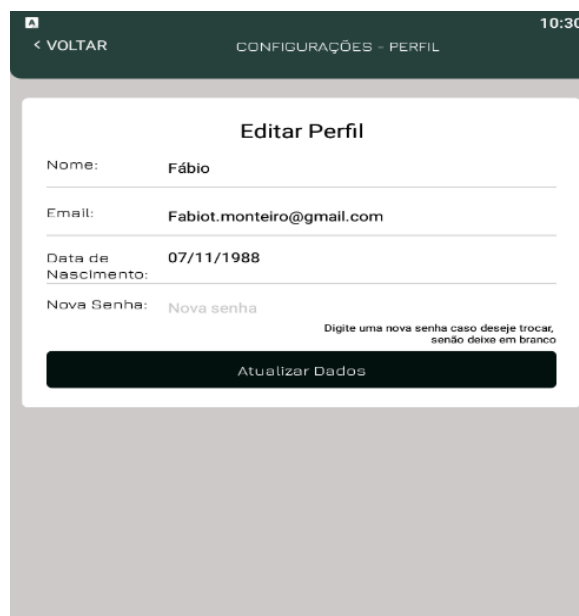 A
10:30
< VOLTAR
CONFIGURAÇÕES - PERFIL
Editar Perfil
Nome:
Fábio
Email:
Fabiot.monteiro@gmail.com
Data de
Nascimento:
07/11/1988
Nova Senha:
Nova senha
Digite uma nova senha caso deseje trocar,
senão deixe em branco
Atualizar Dados